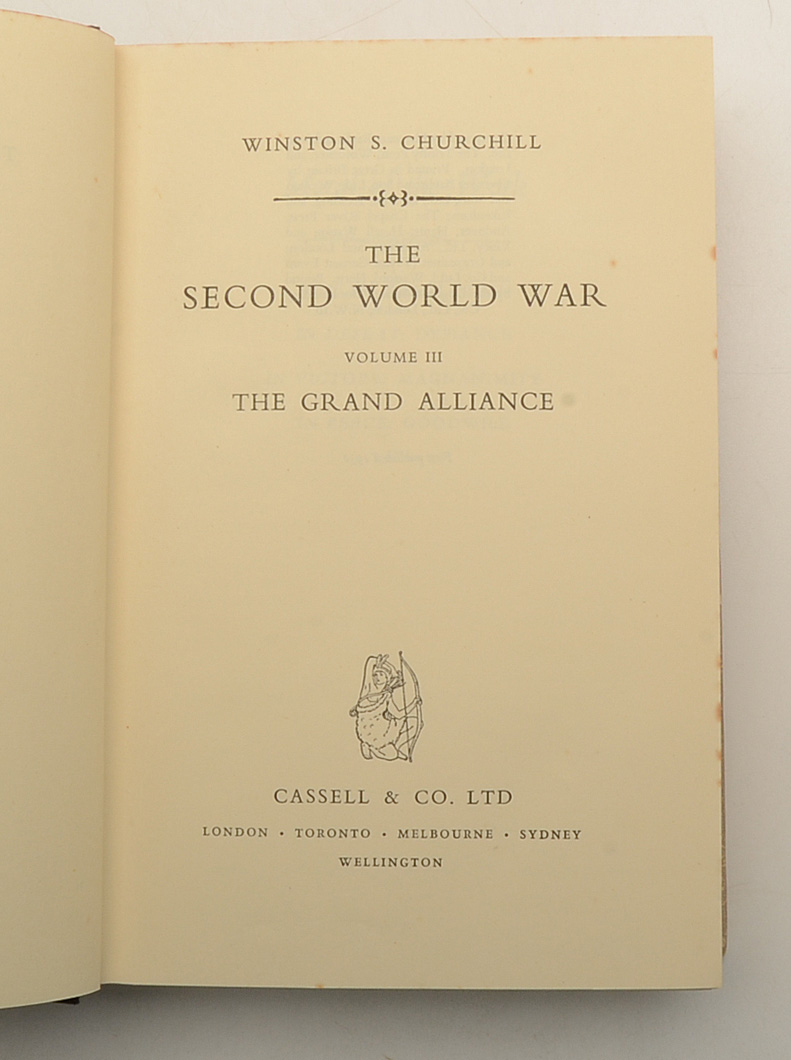 WINSTON S. CHURCHILL
THE
SECOND WORLD WAR
VOLUME III
THE GRAND ALLIANCE
CASSELL & CO. LTD
LONDON · TORONTO · MELBOURNE · SYDNEY
WELLINGTON